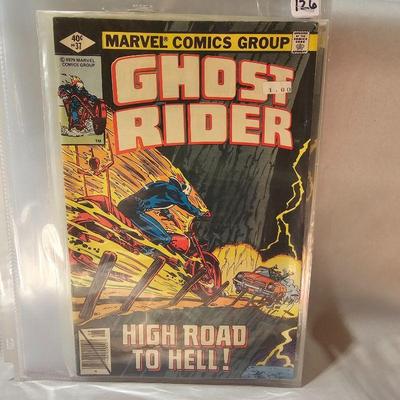 126
40¢
37
© 1979 MARVEL
COMICS GROUP
MARVEL® COMICS GROUP
GHOST
1.00
RIDER
HIGH ROAD
TO HELL!